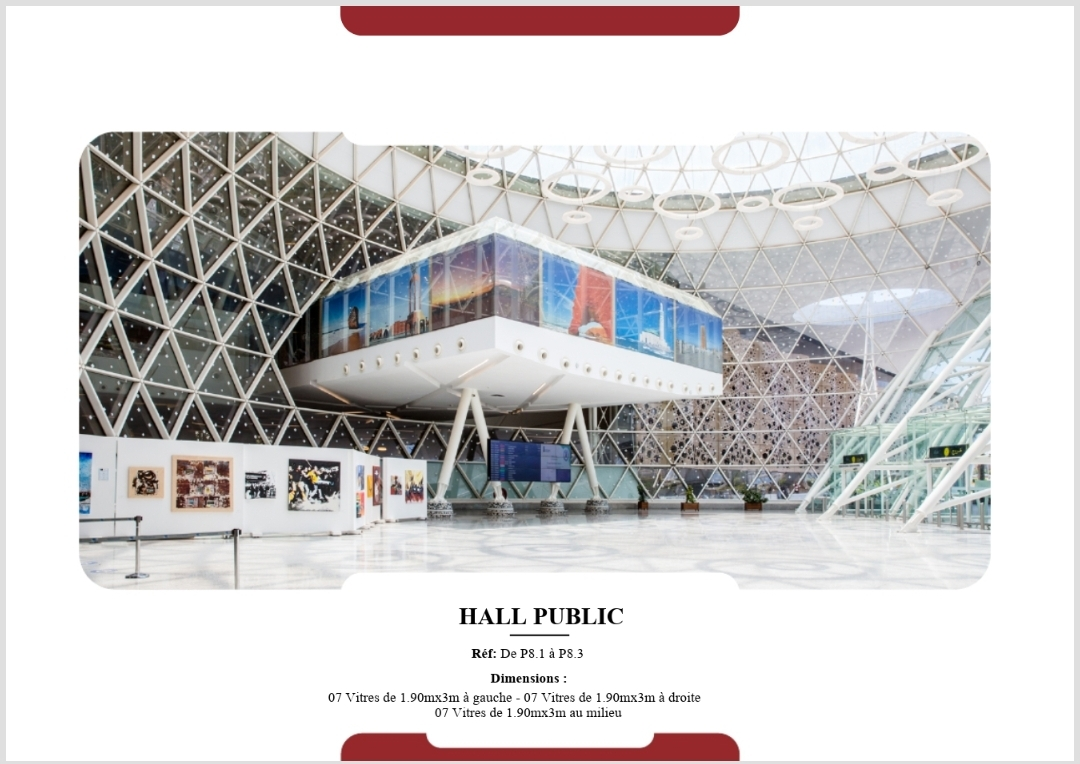 HALL PUBLIC
Réf: De P8.1 à P8.3
Dimensions :
07 Vitres de 1.90mx3m à gauche - 07 Vitres de 1.90mx3m à droite
07 Vitres de 1.90mx3m au milieu